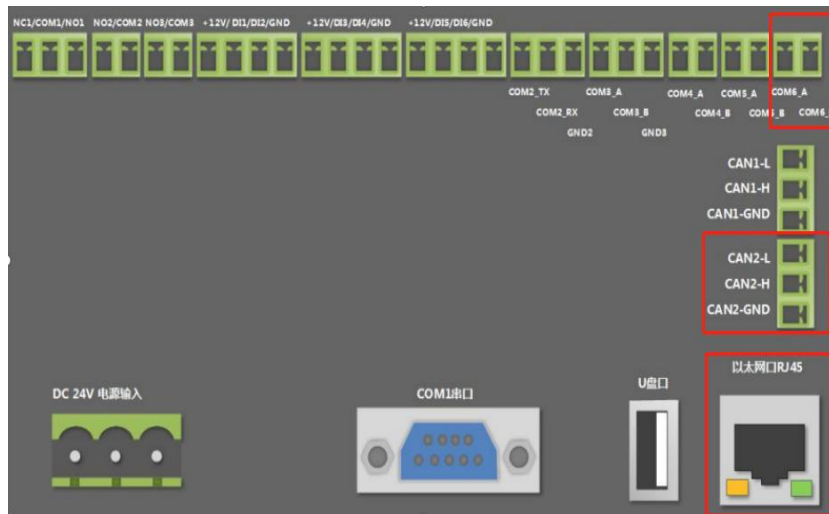 NC1/COM1/NO1 NO2/COM2 NO3/COM3 +12V/ DI1/DI2/GND +12V/DI3/DI4/GND +12V/DI5/DI6/GND
COM2_TX COM3_A COM4_A COM5_A COM6_A
COM2_RX COM3_B COM4_B COM5_B COM6_
GND2 GND3
CAN1-L
CAN1-H
CAN1-GND
CAN2-L
CAN2-H
CAN2-GND
以太网口RJ45
DC 24V 电源输入 COM1串口 U盘口